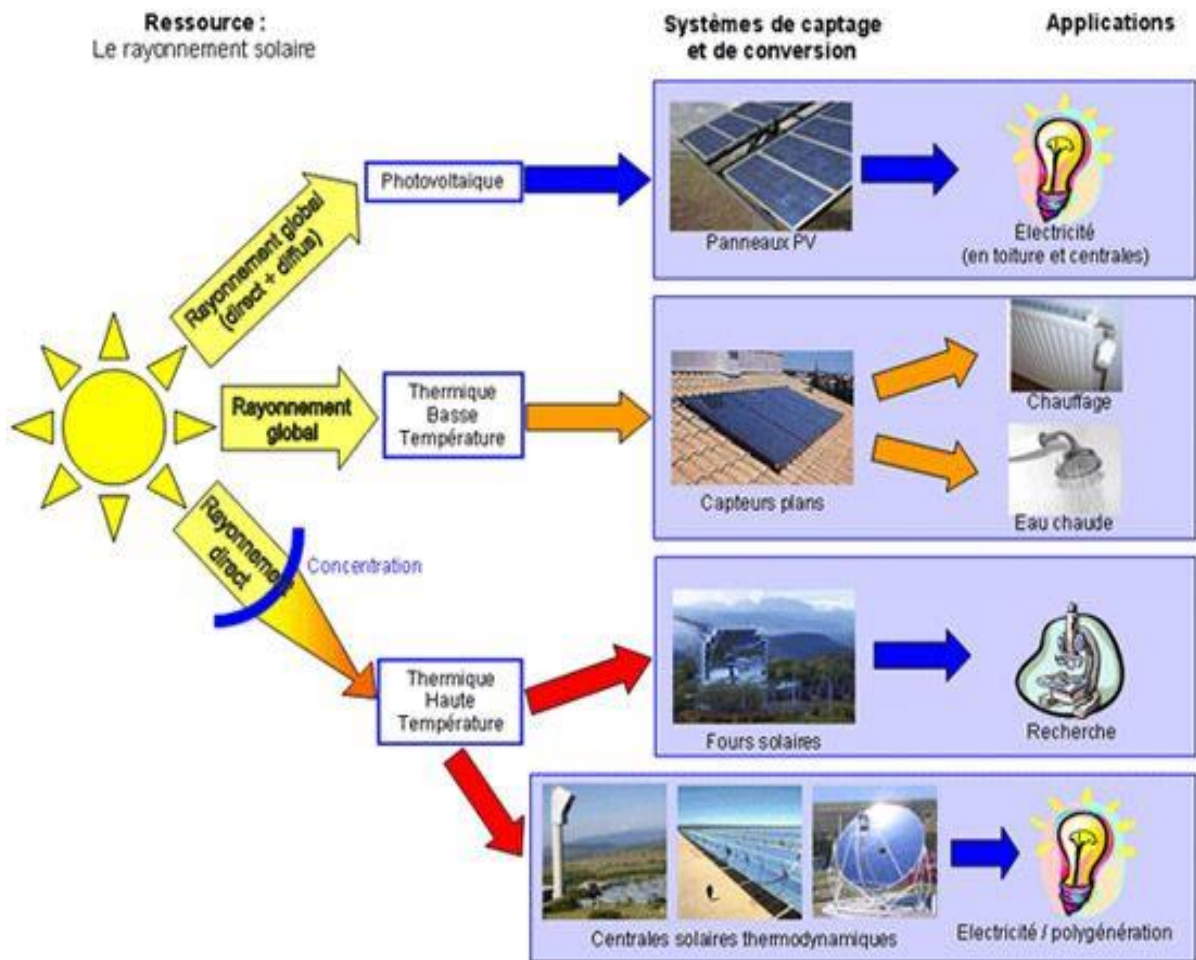 Ressource :
Le rayonnement solaire
Systèmes de captage
et de conversion
Applications
Rayonnement global
(direct + diffus)
Photovoltaique
Panneaux PV
Électricité
(en toiture et centrales)
Rayonnement
global
Thermique
Basse
Température
Capteurs plans
Chauffage
Eau chaude
Rayonnement
direct
Concentration
Thermique
Haute
Température
Fours solaires
Recherche
Centrales solaires thermodynamiques
Electricité / polygénération